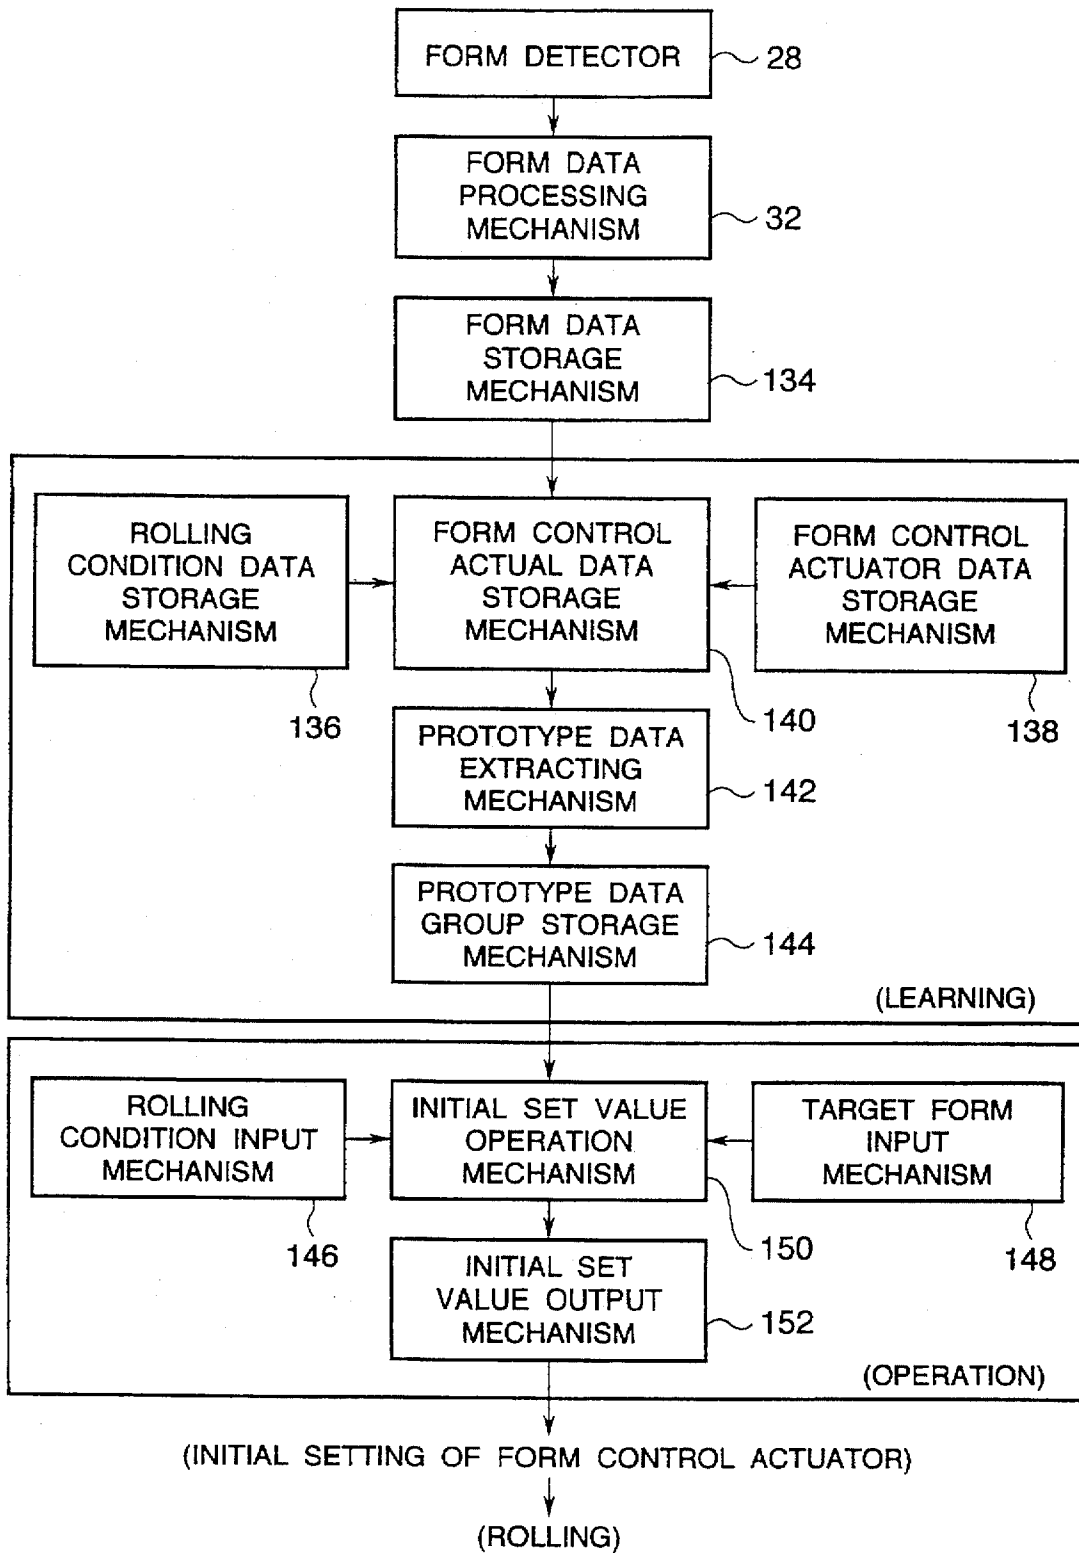 FORM DETECTOR
28
FORM DATA
PROCESSING
MECHANISM
32
FORM DATA
STORAGE
MECHANISM
134
ROLLING
CONDITION DATA
STORAGE
MECHANISM
136
FORM CONTROL
ACTUAL DATA
STORAGE
MECHANISM
140
FORM CONTROL
ACTUATOR DATA
STORAGE
MECHANISM
138
PROTOTYPE DATA
EXTRACTING
MECHANISM
142
PROTOTYPE DATA
GROUP STORAGE
MECHANISM
144
(LEARNING)
ROLLING
CONDITION INPUT
MECHANISM
146
INITIAL SET VALUE
OPERATION
MECHANISM
150
TARGET FORM
INPUT
MECHANISM
148
INITIAL SET
VALUE OUTPUT
MECHANISM
152
(OPERATION)
(INITIAL SETTING OF FORM CONTROL ACTUATOR)
(ROLLING)